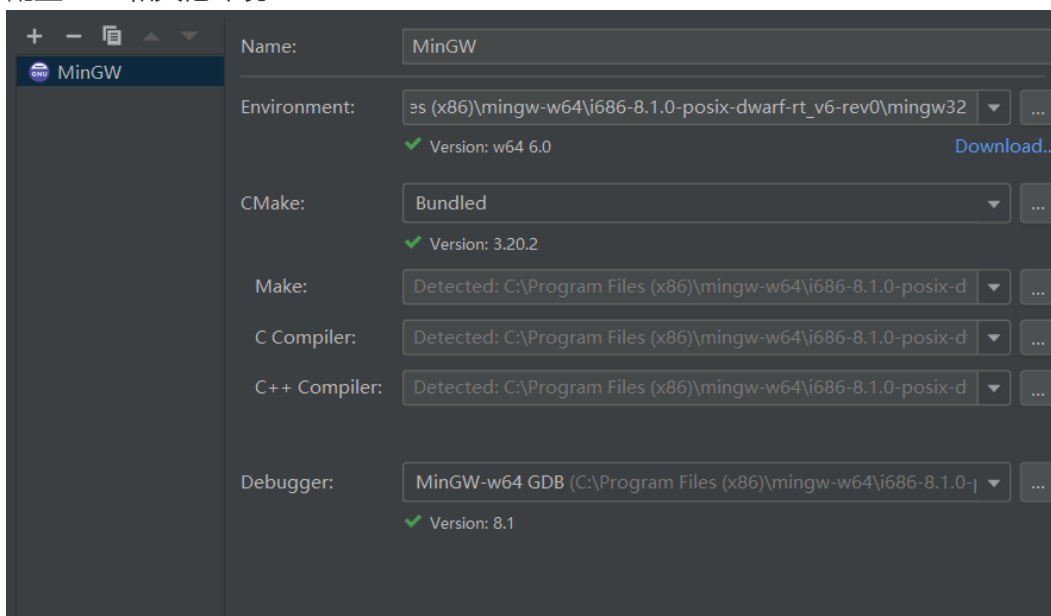 MinGW
Name: MinGW
Environment: es (x86)\mingw-w64\i686-8.1.0-posix-dwarf-rt_v6-rev0\mingw32 ...
Version: w64 6.0 Download..
CMake: Bundled ...
Version: 3.20.2
Make: Detected: C:\Program Files (x86)\mingw-w64\i686-8.1.0-posix-d ...
C Compiler: Detected: C:\Program Files (x86)\mingw-w64\i686-8.1.0-posix-d ...
C++ Compiler: Detected: C:\Program Files (x86)\mingw-w64\i686-8.1.0-posix-d ...
Debugger: MinGW-w64 GDB (C:\Program Files (x86)\mingw-w64\i686-8.1.0-p ...
Version: 8.1